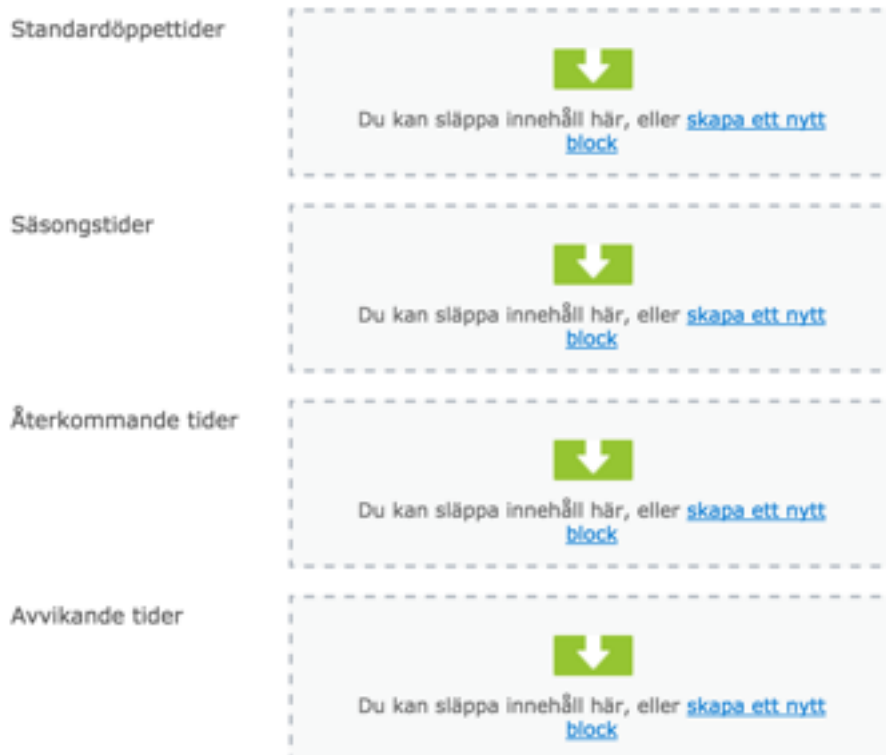 Standardöppettider
Du kan släppa innehåll här, eller skapa ett nytt
block
Säsongstider
Du kan släppa innehåll här, eller skapa ett nytt
block
Återkommande tider
Du kan släppa innehåll här, eller skapa ett nytt
block
Avvikande tider
Du kan släppa innehåll här, eller skapa ett nytt
block